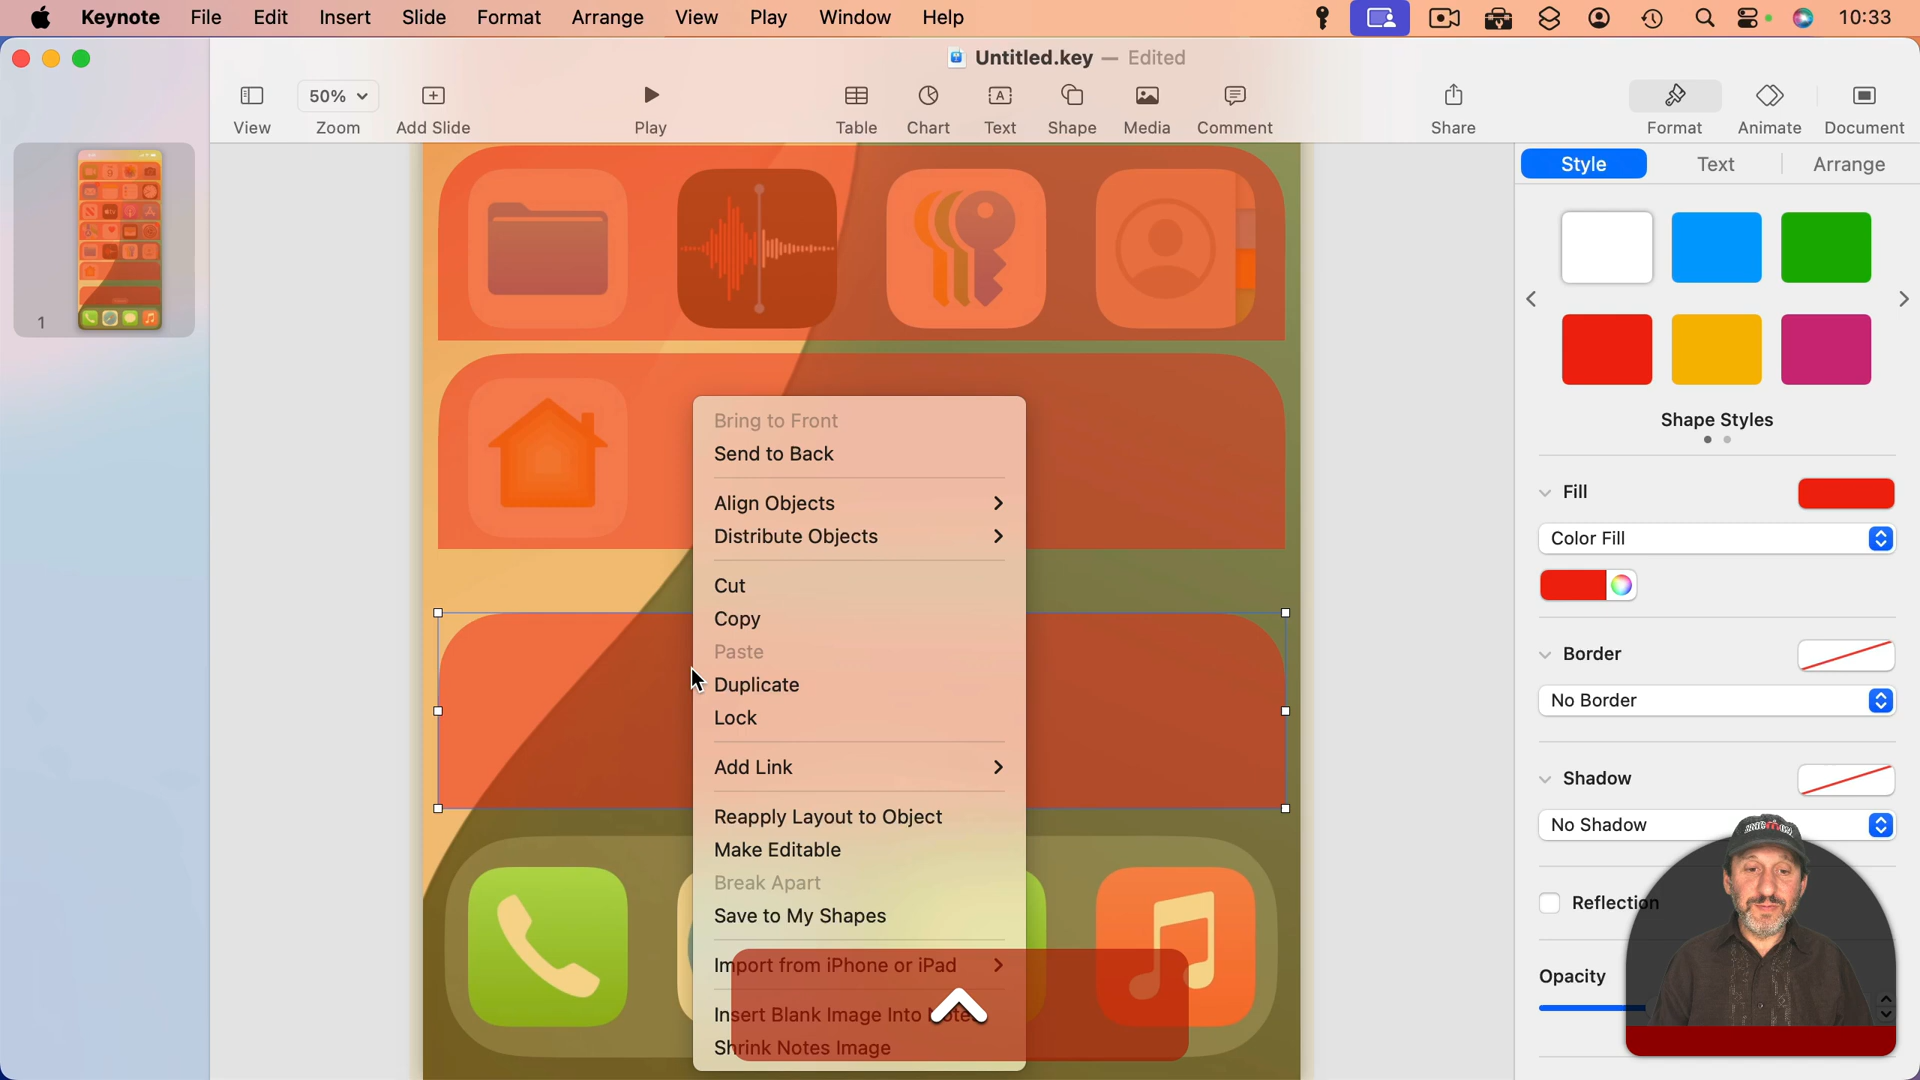 Keynote File Edit Insert Slide Format Arrange View Play Window Help 10:33
Untitled.key — Edited
50%
View Zoom Add Slide Play Table Chart Text Shape Media Comment Share Format Animate Document
1
Bring to Front
Send to Back
Align Objects
Distribute Objects
Cut
Copy
Paste
Duplicate
Lock
Add Link
Reapply Layout to Object
Make Editable
Break Apart
Save to My Shapes
Import from iPhone or iPad
Insert Blank Image Into
Shrink Notes Image
Style Text Arrange
Shape Styles
Fill
Color Fill
Border
No Border
Shadow
No Shadow
Reflection
Opacity